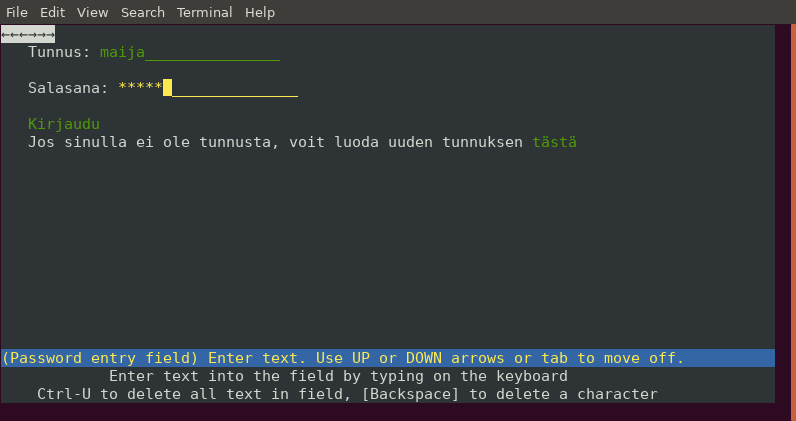 File Edit View Search Terminal Help
←←←→→→
Tunnus: maija_______________
Salasana: *****______________
Kirjaudu
Jos sinulla ei ole tunnusta, voit luoda uuden tunnuksen tästä
(Password entry field) Enter text. Use UP or DOWN arrows or tab to move off.
Enter text into the field by typing on the keyboard
Ctrl-U to delete all text in field, [Backspace] to delete a character